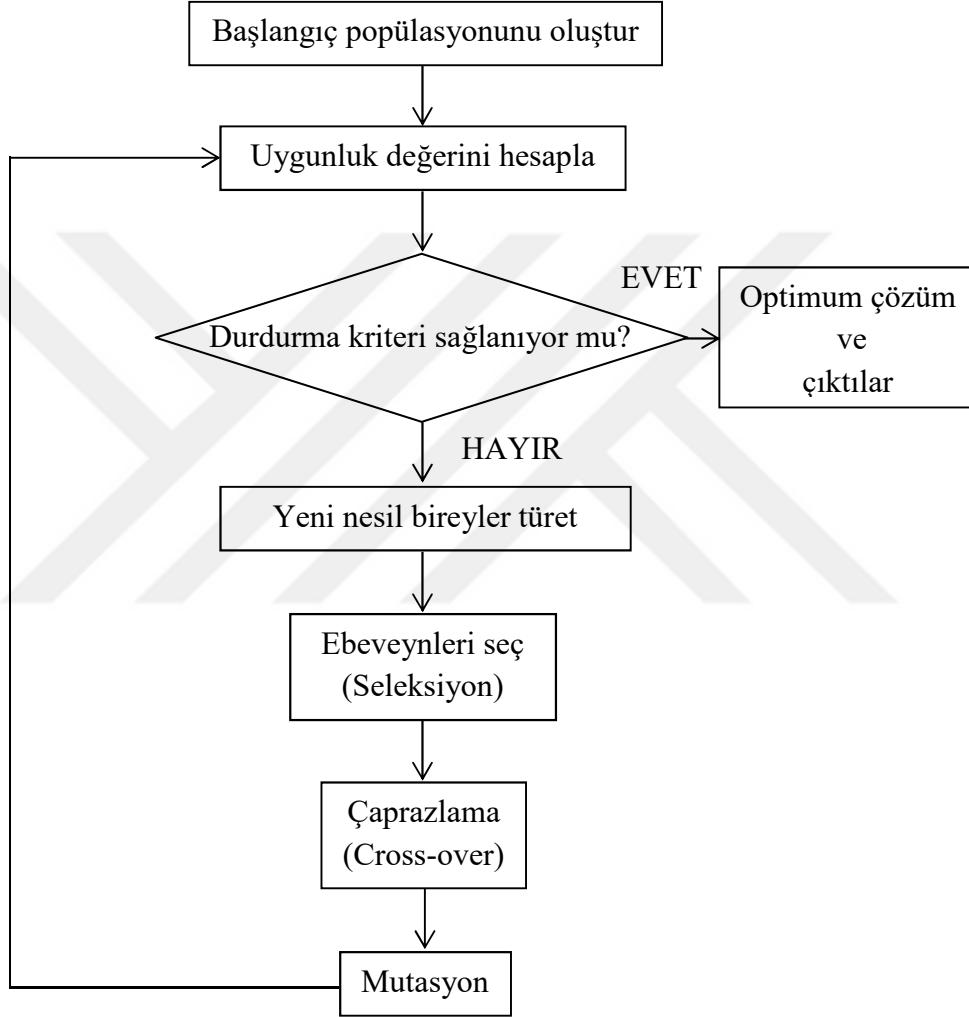 Başlangıç popülasyonunu oluştur
Uygunluk değerini hesapla
Durdurma kriteri sağlanıyor mu?
EVET
Optimum çözüm
ve
çıktılar
HAYIR
Yeni nesil bireyler türet
Ebeveynleri seç
(Seleksiyon)
Çaprazlama
(Cross-over)
Mutasyon